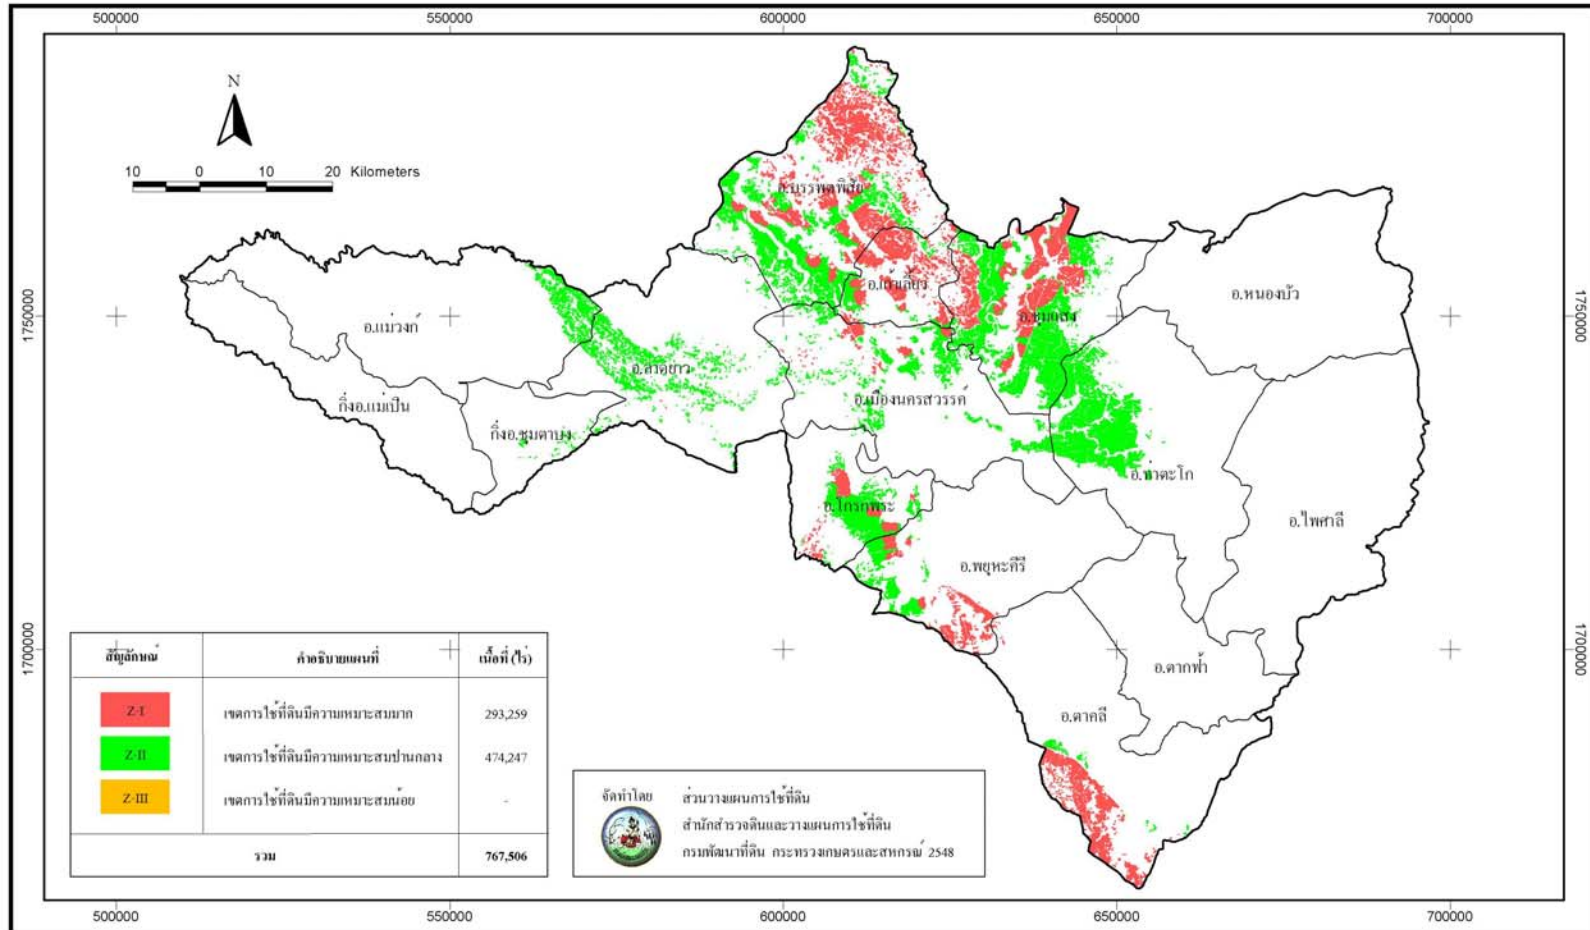 500000 550000 600000 650000 700000
N
10 0 10 20 Kilometers
อ.บรรพตพิสัย
อ.เก้าเลี้ยว
อ.ชุมแสง
อ.หนองบัว
1750000 1750000
อ.แม่วงก์
อ.ลาดยาว
กิ่งอ.แม่เปิน
อ.เมืองนครสวรรค์
กิ่งอ.ชุมตาบง
อ.ท่าตะโก
อ.โกรกพระ
อ.ไพศาลี
อ.พยุหะคีรี
1700000 1700000
อ.ตากฟ้า
อ.ตาคลี
สัญลักษณ์ คำอธิบายแผนที่ เนื้อที่ (ไร่)
Z-I เขตการใช้ที่ดินมีความเหมาะสมมาก 293,259
Z-II เขตการใช้ที่ดินมีความเหมาะสมปานกลาง 474,247
Z-III เขตการใช้ที่ดินมีความเหมาะสมน้อย -
รวม 767,506
จัดทำโดย ส่วนวางแผนการใช้ที่ดิน
สำนักสำรวจดินและวางแผนการใช้ที่ดิน
กรมพัฒนาที่ดิน กระทรวงเกษตรและสหกรณ์ 2548
500000 550000 600000 650000 700000